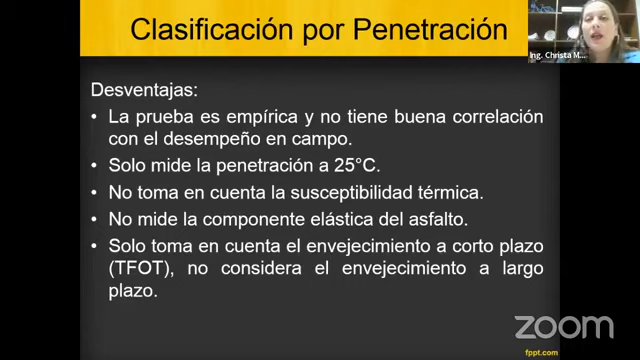 Clasificación por Penetración
Ing. Christa M...
Desventajas:
• La prueba es empírica y no tiene buena correlación
con el desempeño en campo.
• Solo mide la penetración a 25°C.
• No toma en cuenta la susceptibilidad térmica.
• No mide la componente elástica del asfalto.
• Solo toma en cuenta el envejecimiento a corto plazo
(TFOT), no considera el envejecimiento a largo
plazo.
zoom
fppt.com